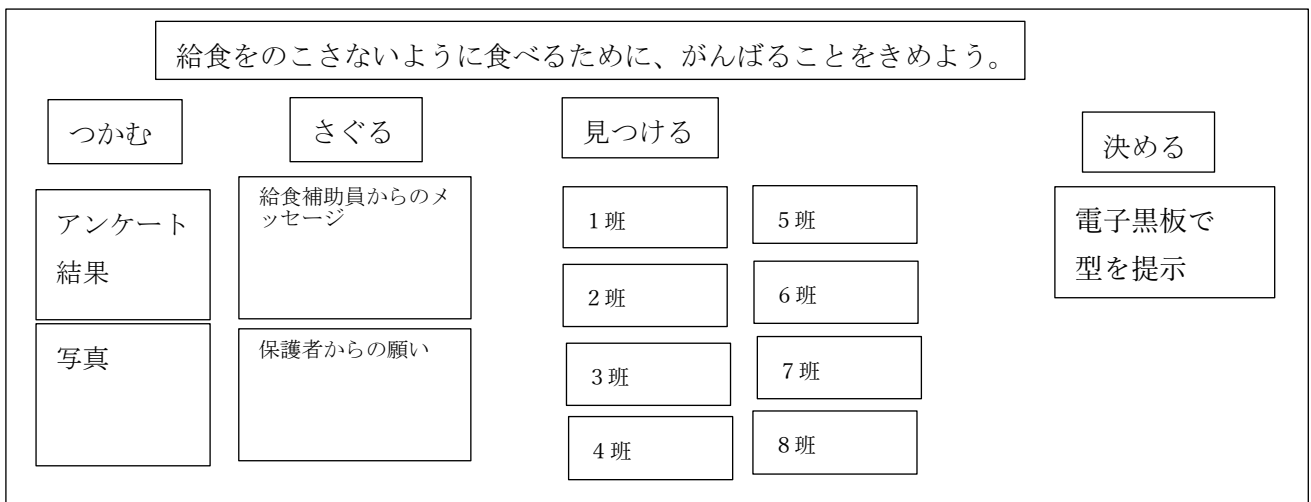 給食をのこさないように食べるために、がんばることをきめよう。
つかむ
さぐる
見つける
決める
アンケート
結果
写真
給食補助員からのメ
ッセージ
保護者からの願い
1班
2班
3班
4班
5班
6班
7班
8班
電子黒板で
型を提示